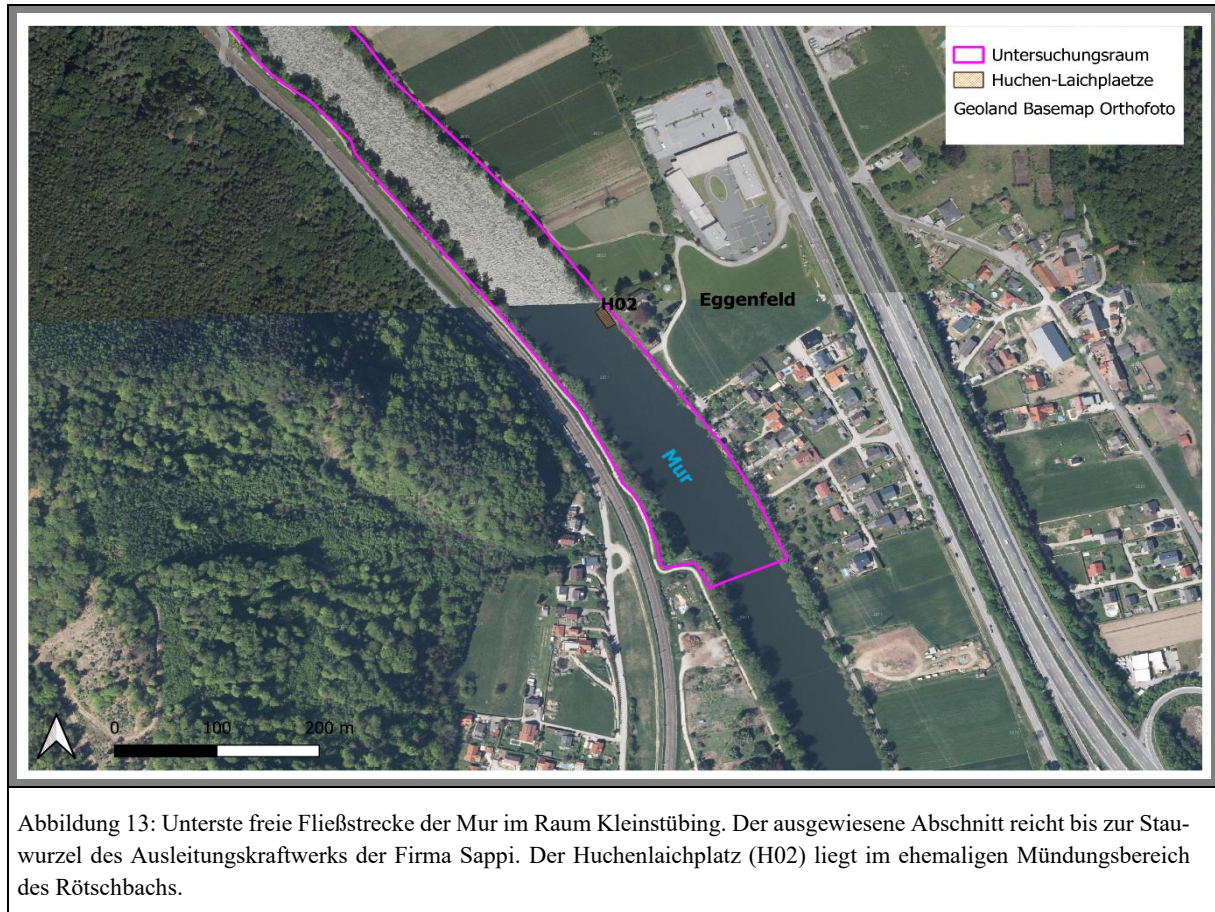 Untersuchungsraum
Huchen-Laichplaetze
Geoland Basemap Orthofoto
H02
Eggenfeld
Mur
0 100 200 m
Abbildung 13: Unterste freie Fließstrecke der Mur im Raum Kleinstübing. Der ausgewiesene Abschnitt reicht bis zur Stau-
wurzel des Ausleitungskraftwerks der Firma Sappi. Der Huchenlaichplatz (H02) liegt im ehemaligen Mündungsbereich
des Rötschbachs.